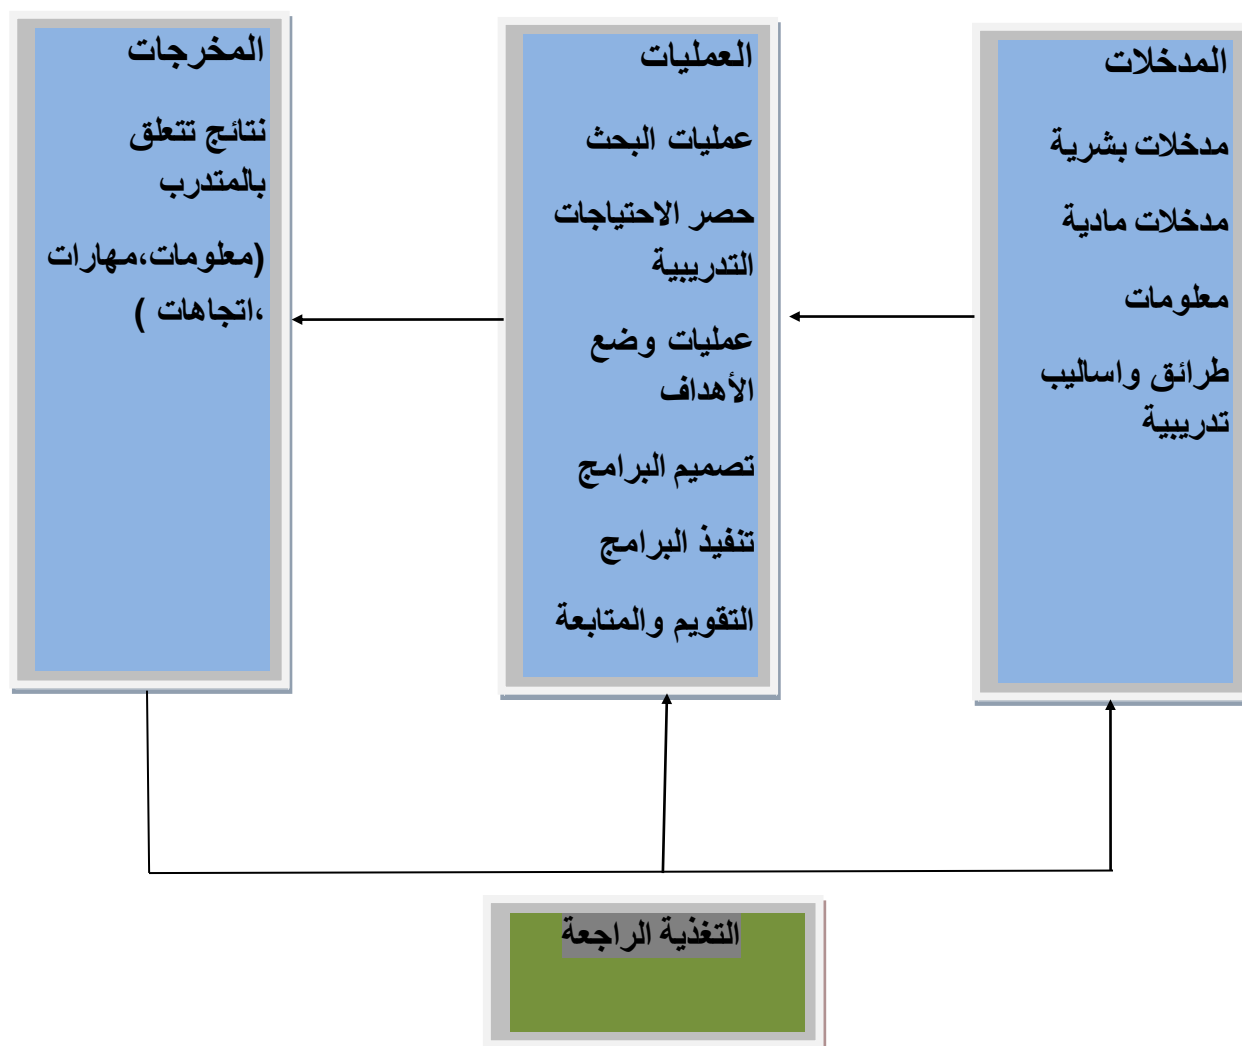 المدخلات
مدخلات بشرية
مدخلات مادية
معلومات
طرائق واساليب
تدريبية
العمليات
عمليات البحث
حصر الاحتياجات
التدريبية
عمليات وضع
الأهداف
تصميم البرامج
تنفيذ البرامج
التقويم والمتابعة
المخرجات
نتائج تتعلق
بالمتدرب
(معلومات،مهارات
،اتجاهات )
التغذية الراجعة